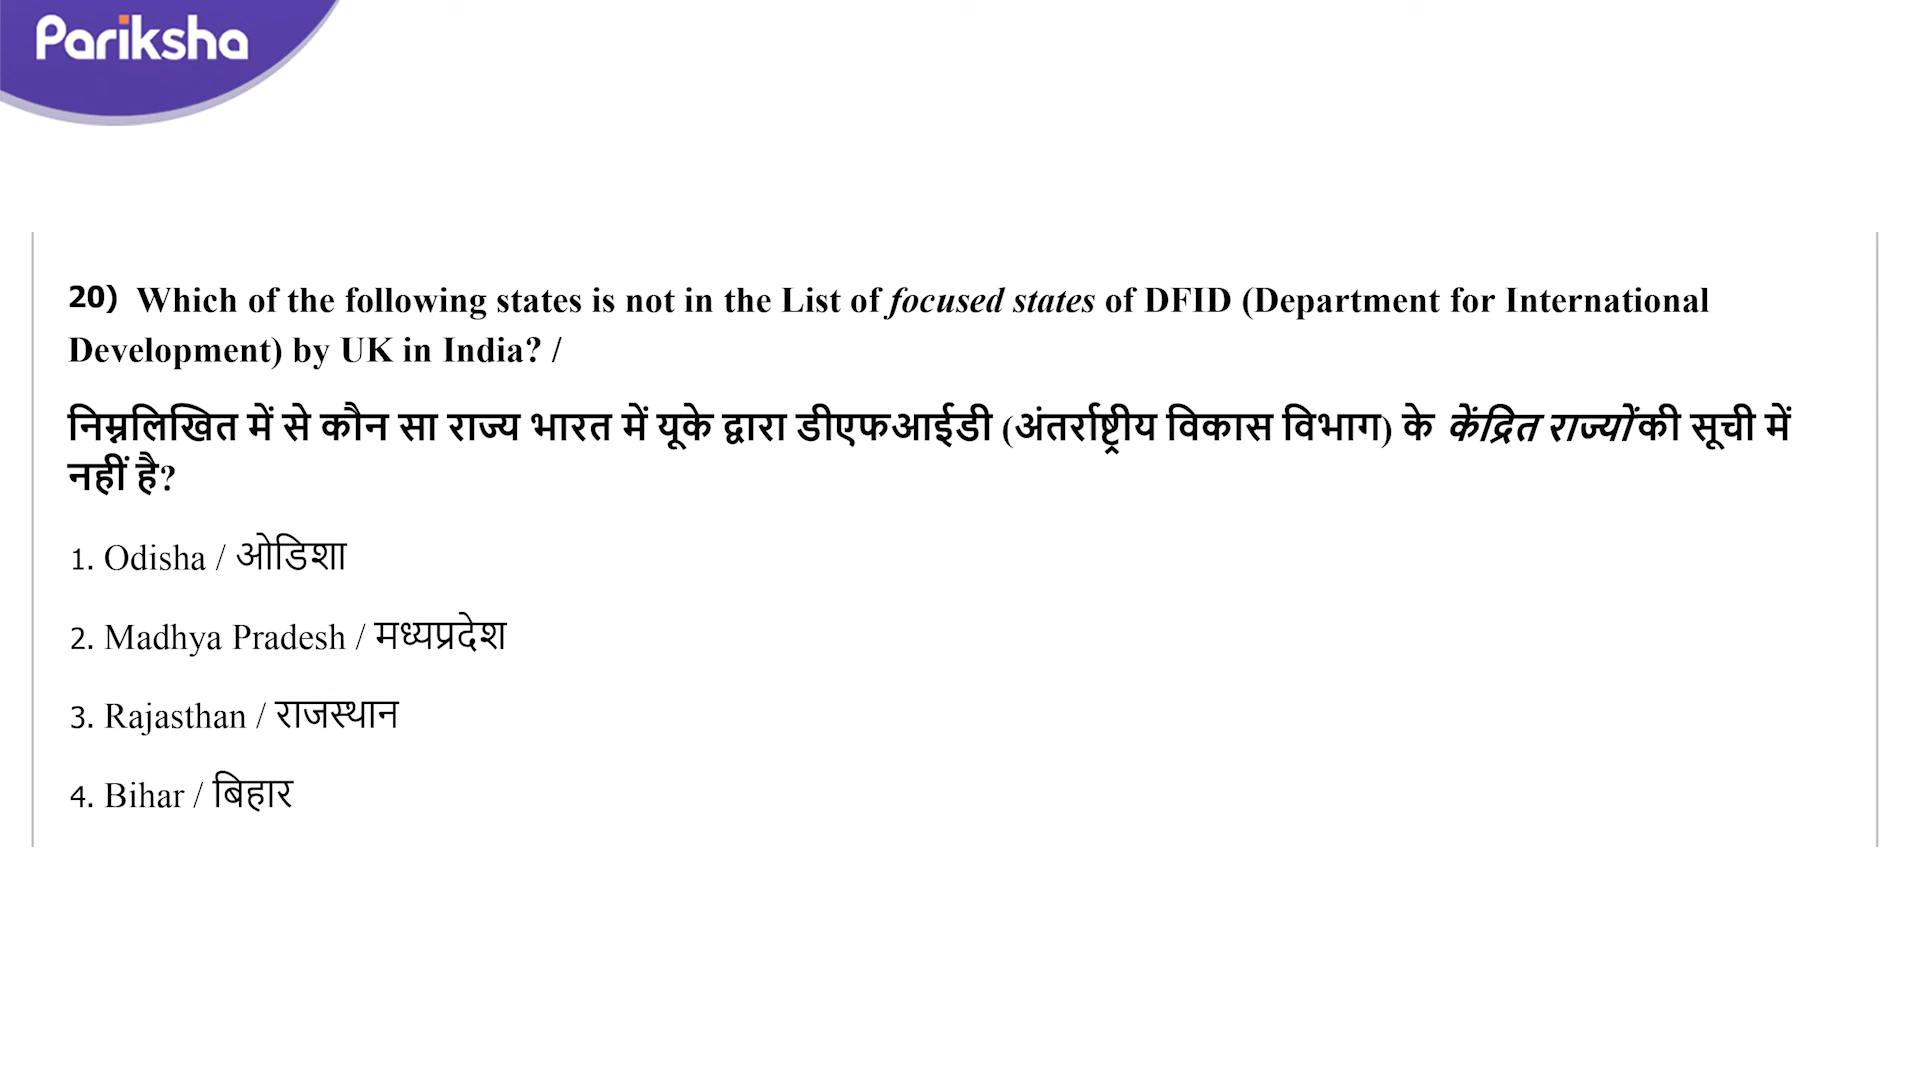 Pariksha
20) Which of the following states is not in the List of focused states of DFID (Department for International
Development) by UK in India? /
निम्नलिखित में से कौन सा राज्य भारत में यूके द्वारा डीएफआईडी (अंतर्राष्ट्रीय विकास विभाग) के केंद्रित राज्यों की सूची में
नहीं है?
1. Odisha / ओडिशा
2. Madhya Pradesh / मध्यप्रदेश
3. Rajasthan / राजस्थान
4. Bihar / बिहार